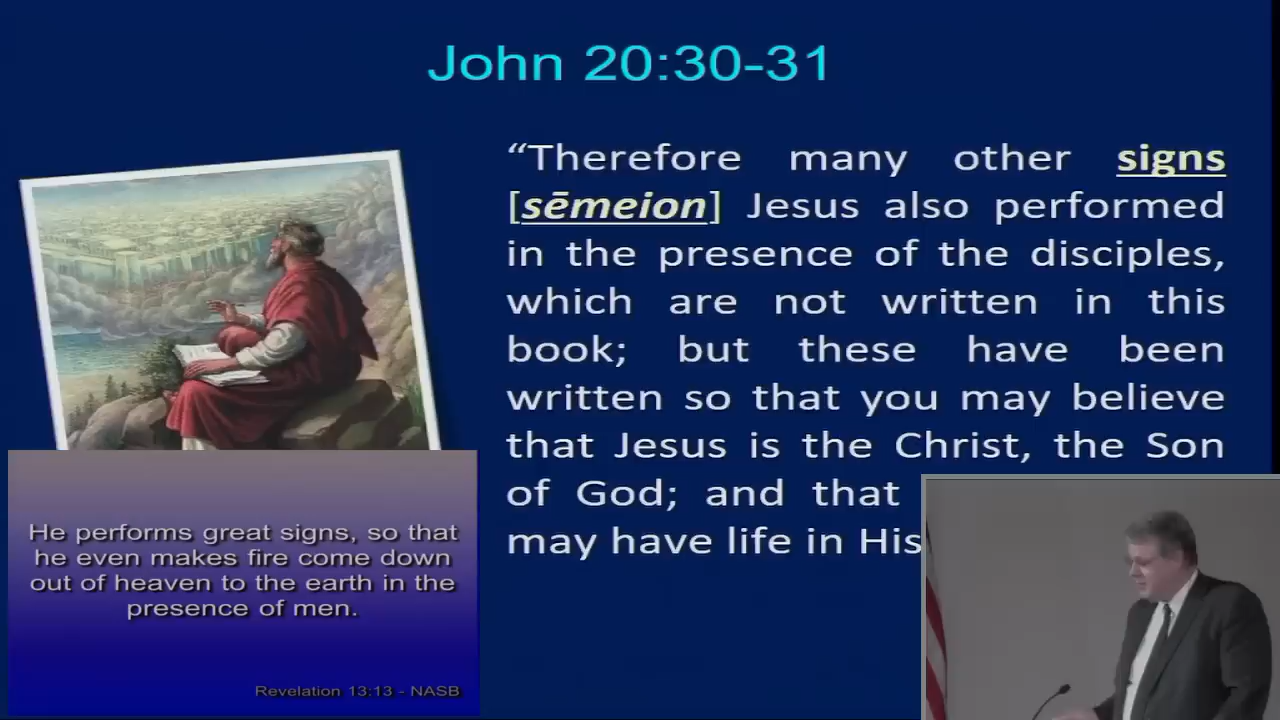 John 20:30-31
“Therefore many other signs
[sēmeion] Jesus also performed
in the presence of the disciples,
which are not written in this
book; but these have been
written so that you may believe
that Jesus is the Christ, the Son
of God; and that
may have life in His
He performs great signs, so that
he even makes fire come down
out of heaven to the earth in the
presence of men.
Revelation 13:13 - NASB